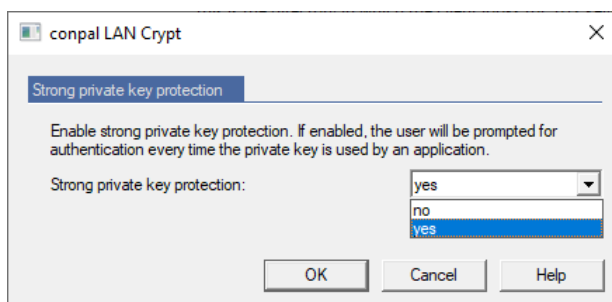 conpal LAN Crypt
Strong private key protection
Enable strong private key protection. If enabled, the user will be prompted for
authentication every time the private key is used by an application.
Strong private key protection:
yes
no
yes
OK
Cancel
Help